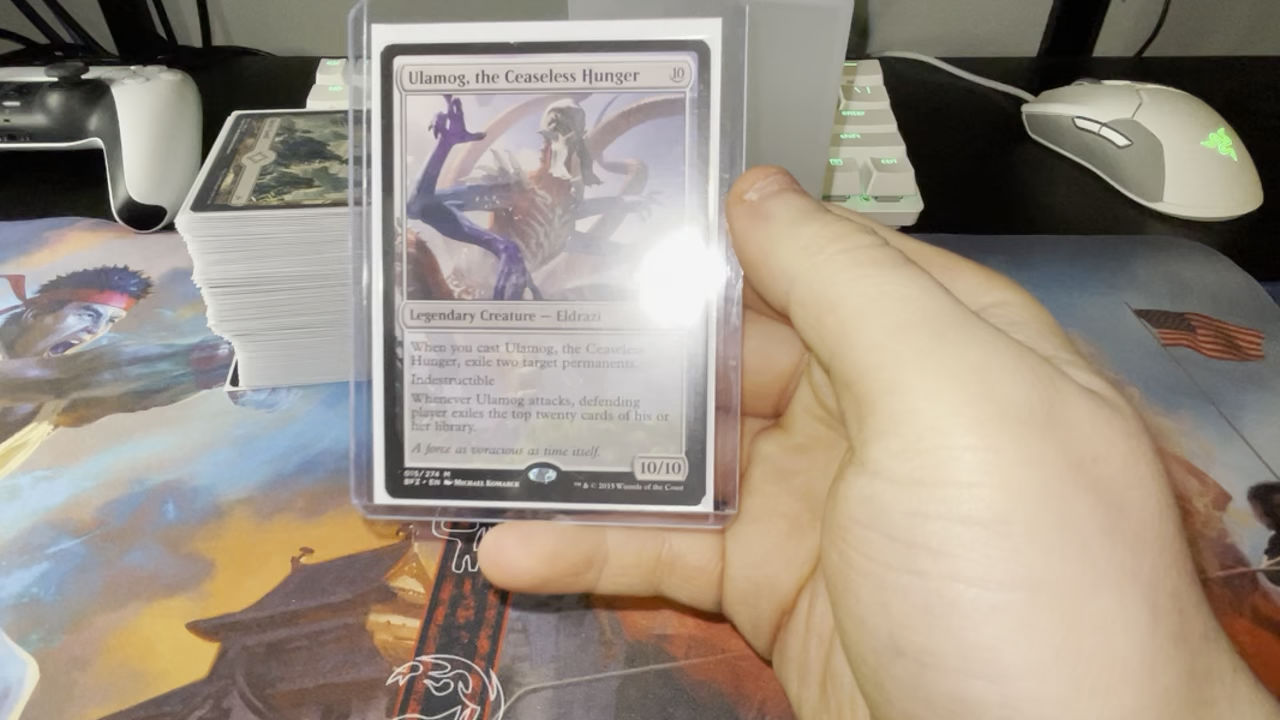 Ulamog, the Ceaseless Hunger 10
Legendary Creature — Eldrazi
When you cast Ulamog, the Ceaseless
Hunger, exile two target permanents.
Indestructible
Whenever Ulamog attacks, defending
player exiles the top twenty cards of his or
her library.
A force as voracious as time itself.
10/10
015/274 M
BFZ • EN Michael Komarck
™ & © 2015 Wizards of the Coast
enter
shift